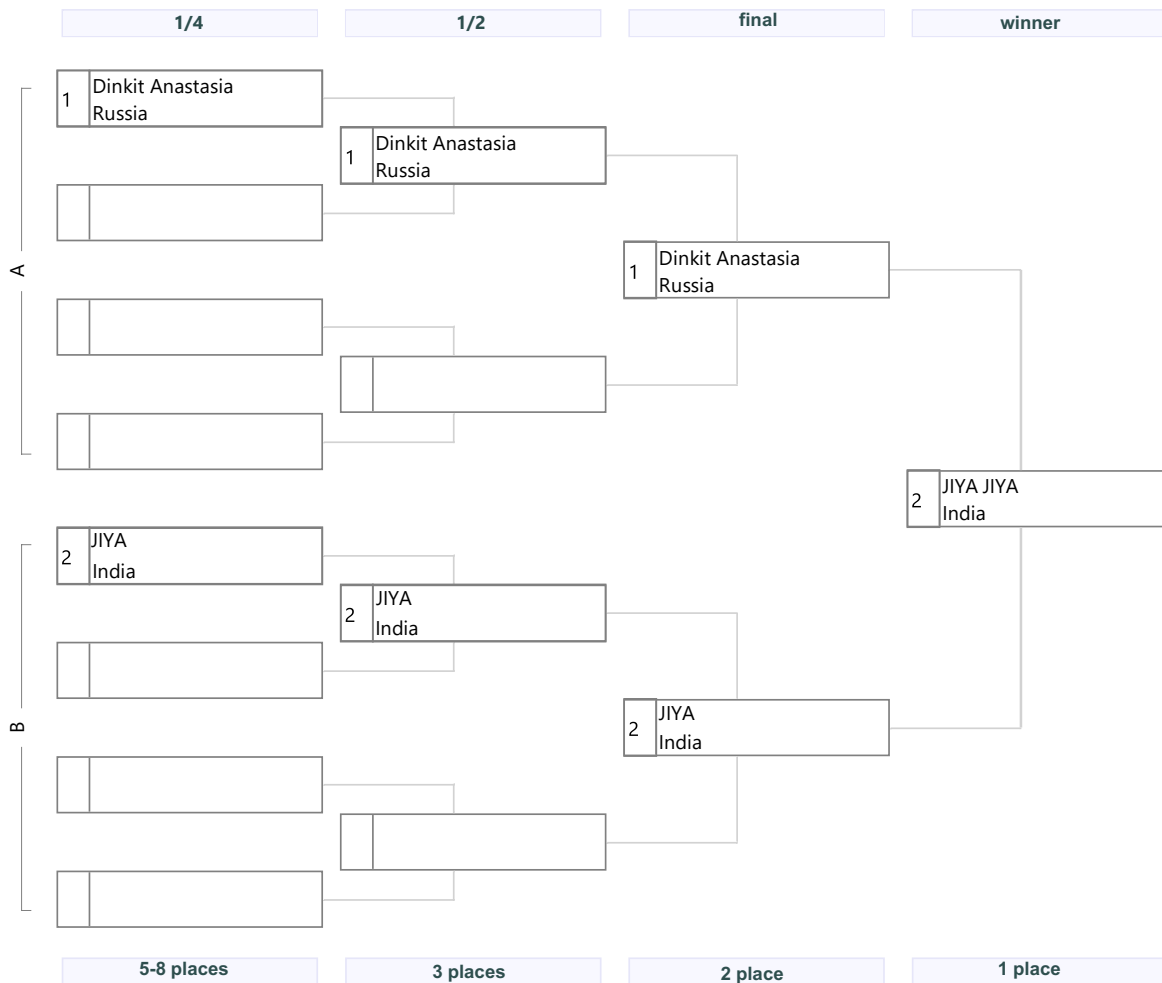 1/4
1/2
final
winner
1
Dinkit Anastasia
Russia
1
Dinkit Anastasia
Russia
A
1
Dinkit Anastasia
Russia
2
JIYA JIYA
India
2
JIYA
India
2
JIYA
India
B
2
JIYA
India
5-8 places
3 places
2 place
1 place